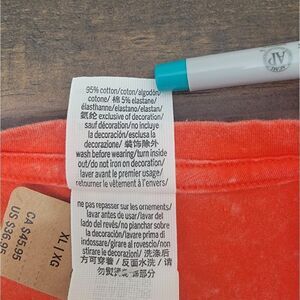 95% cotton/coton/algodón/
cotone/ 棉 5% elastane/
élasthanne/elastano/elastan/
氨纶 exclusive of decoration/
sauf décoration/no incluye
la decoración/esclusa la
decorazione/ 裝飾除外
wash before wearing/turn inside
out/do not iron on decoration/
laver avant le premier usage/
retourner le vêtement à l'envers/
ne pas repasser sur les ornements/
lavar antes de usar/lavar del
revés/no planchar sobre
la decoración/lavare prima di
indossare/girare al rovescio/non
stirare le decorazioni/ 洗涤后
方可穿着 / 反面水洗 / 请
勿熨烫装饰部分
XL | XG
CA $45.95
US $36.95
AP